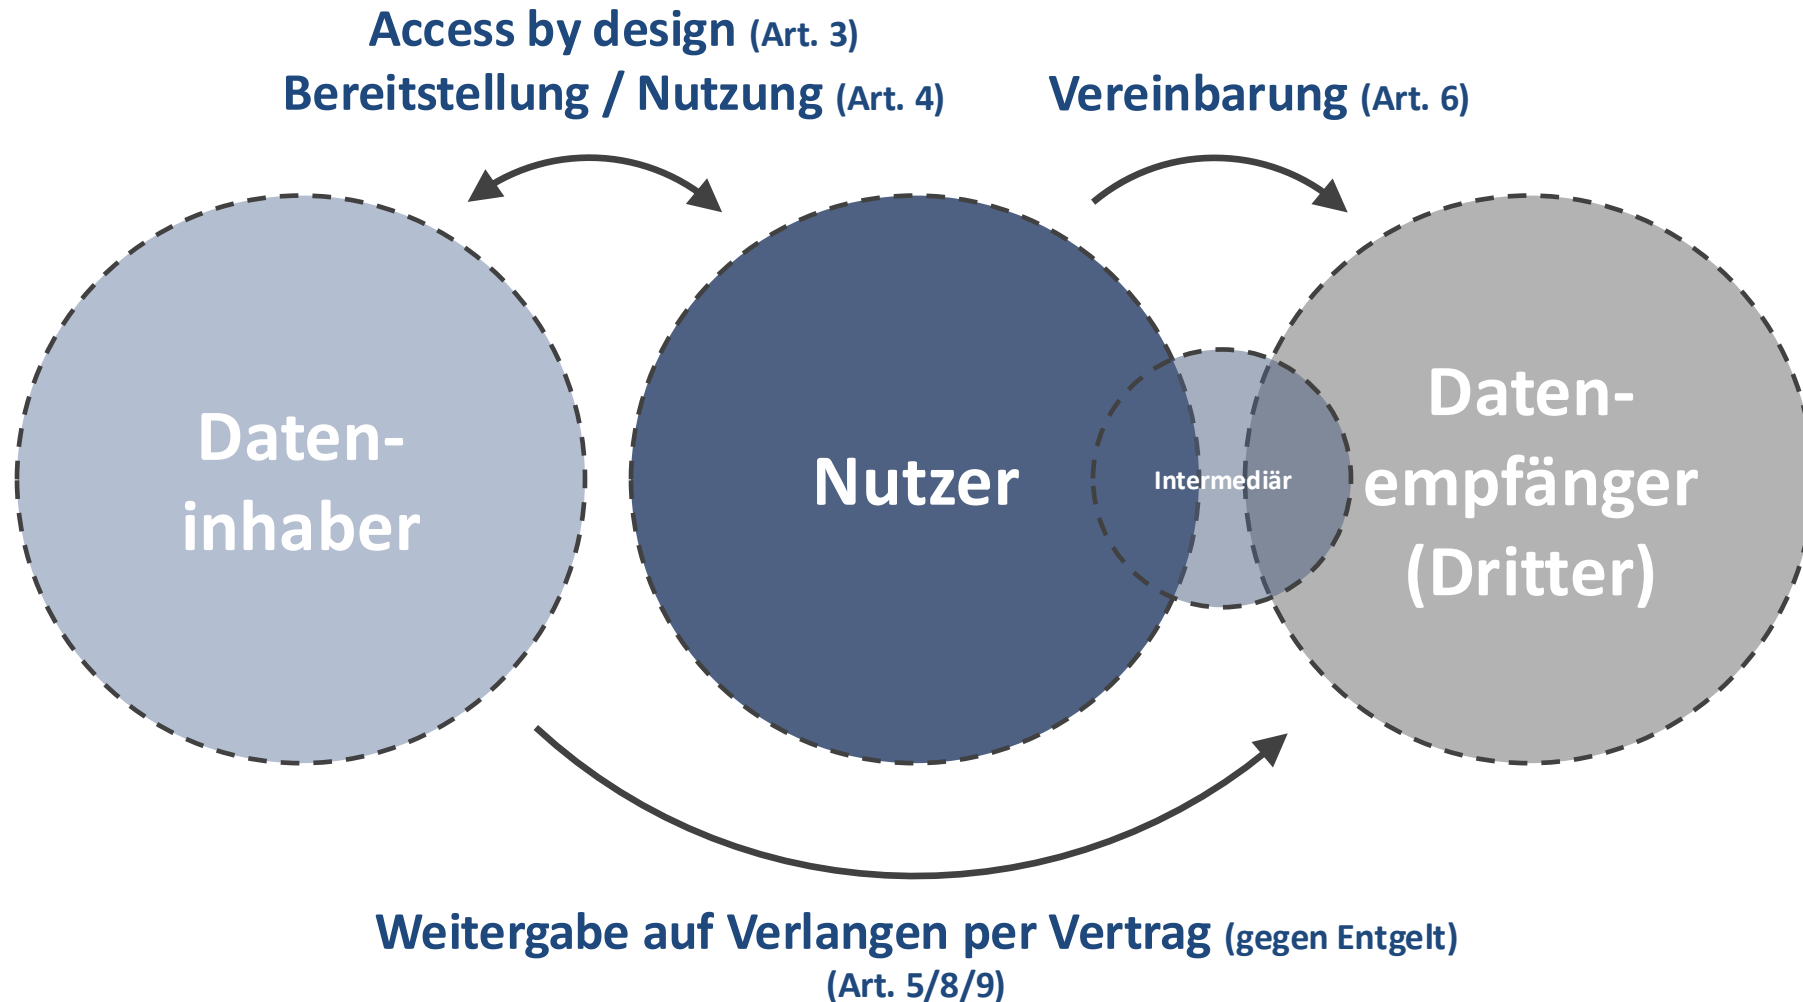 Access by design (Art. 3)
Bereitstellung / Nutzung (Art. 4)
Vereinbarung (Art. 6)
Daten-
inhaber
Nutzer
Intermediär
Daten-
empfänger
(Dritter)
Weitergabe auf Verlangen per Vertrag (gegen Entgelt)
(Art. 5/8/9)